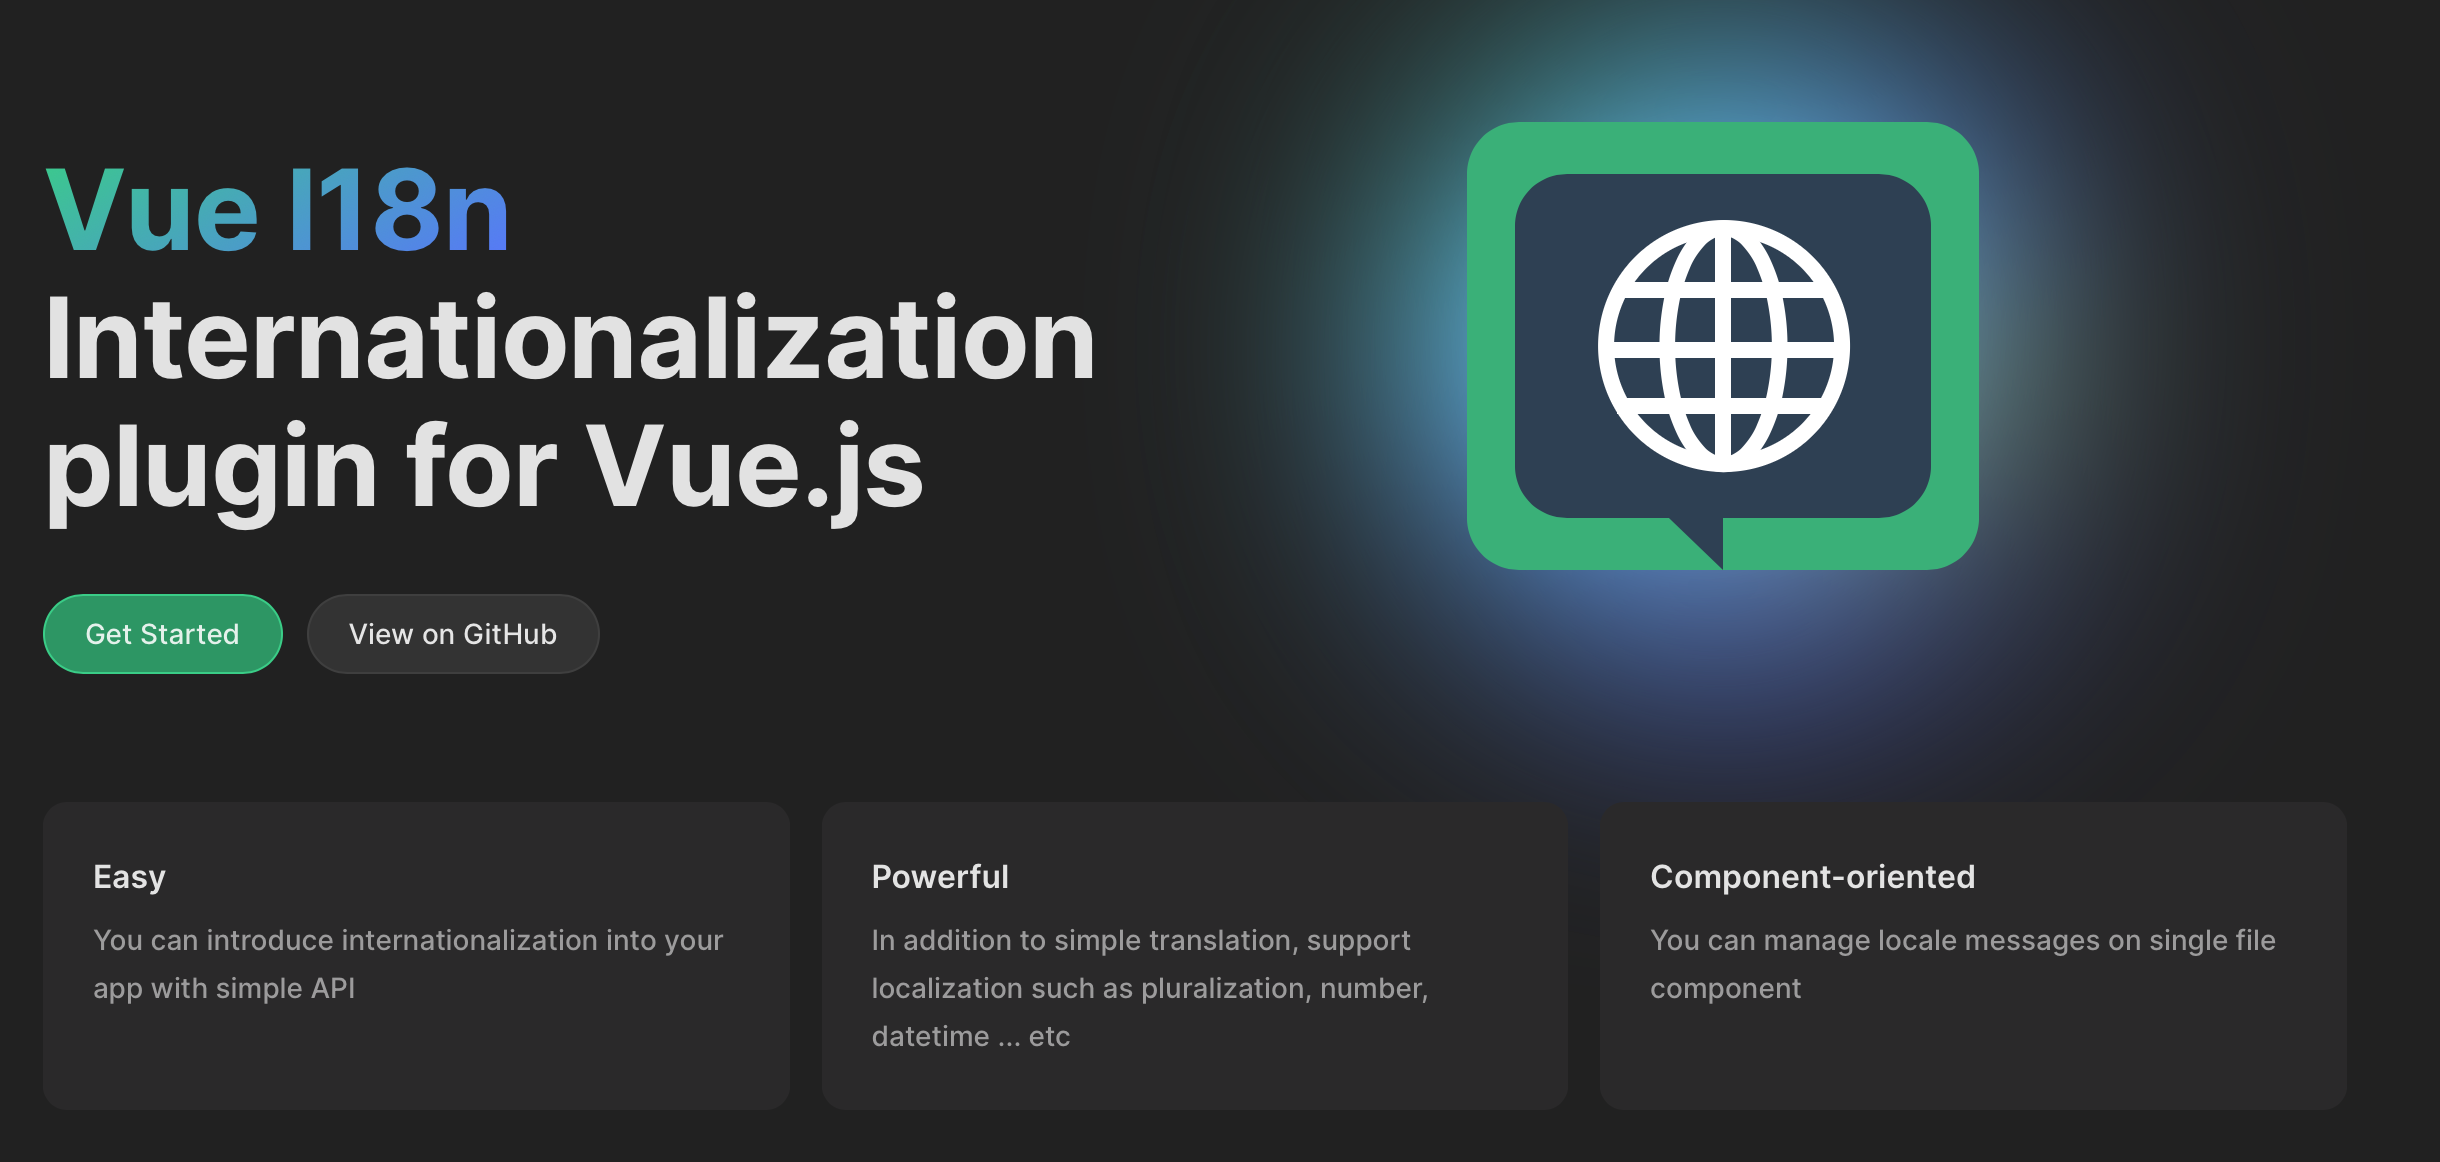 Vue I18n
Internationalization
plugin for Vue.js
Get Started
View on GitHub
Easy
You can introduce internationalization into your
app with simple API
Powerful
In addition to simple translation, support
localization such as pluralization, number,
datetime ... etc
Component-oriented
You can manage locale messages on single file
component